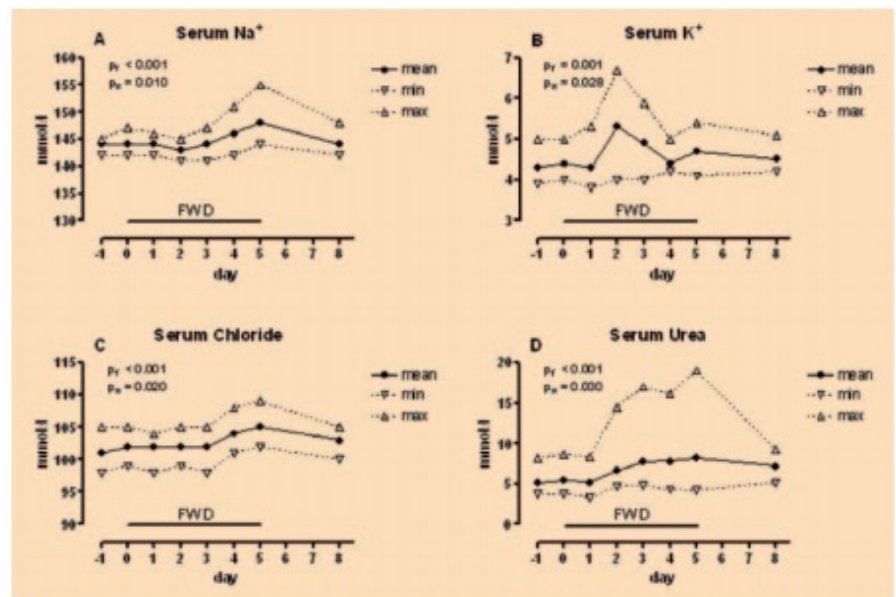 A
Serum Na+
160
155
150
145
140
135
130
mmol/l
pf < 0.001
pw = 0.010
mean
min
max
FWD
-1 0 1 2 3 4 5 6 7 8
day
B
Serum K+
7
6
5
4
3
mmol/l
pf = 0.001
pw = 0.028
mean
min
max
FWD
-1 0 1 2 3 4 5 6 7 8
day
C
Serum Chloride
115
110
105
100
95
90
mmol/l
pf < 0.001
pw = 0.020
mean
min
max
FWD
-1 0 1 2 3 4 5 6 7 8
day
D
Serum Urea
20
15
10
5
0
mmol/l
pf < 0.001
mean
min
max
FWD
-1 0 1 2 3 4 5 6 7 8
day